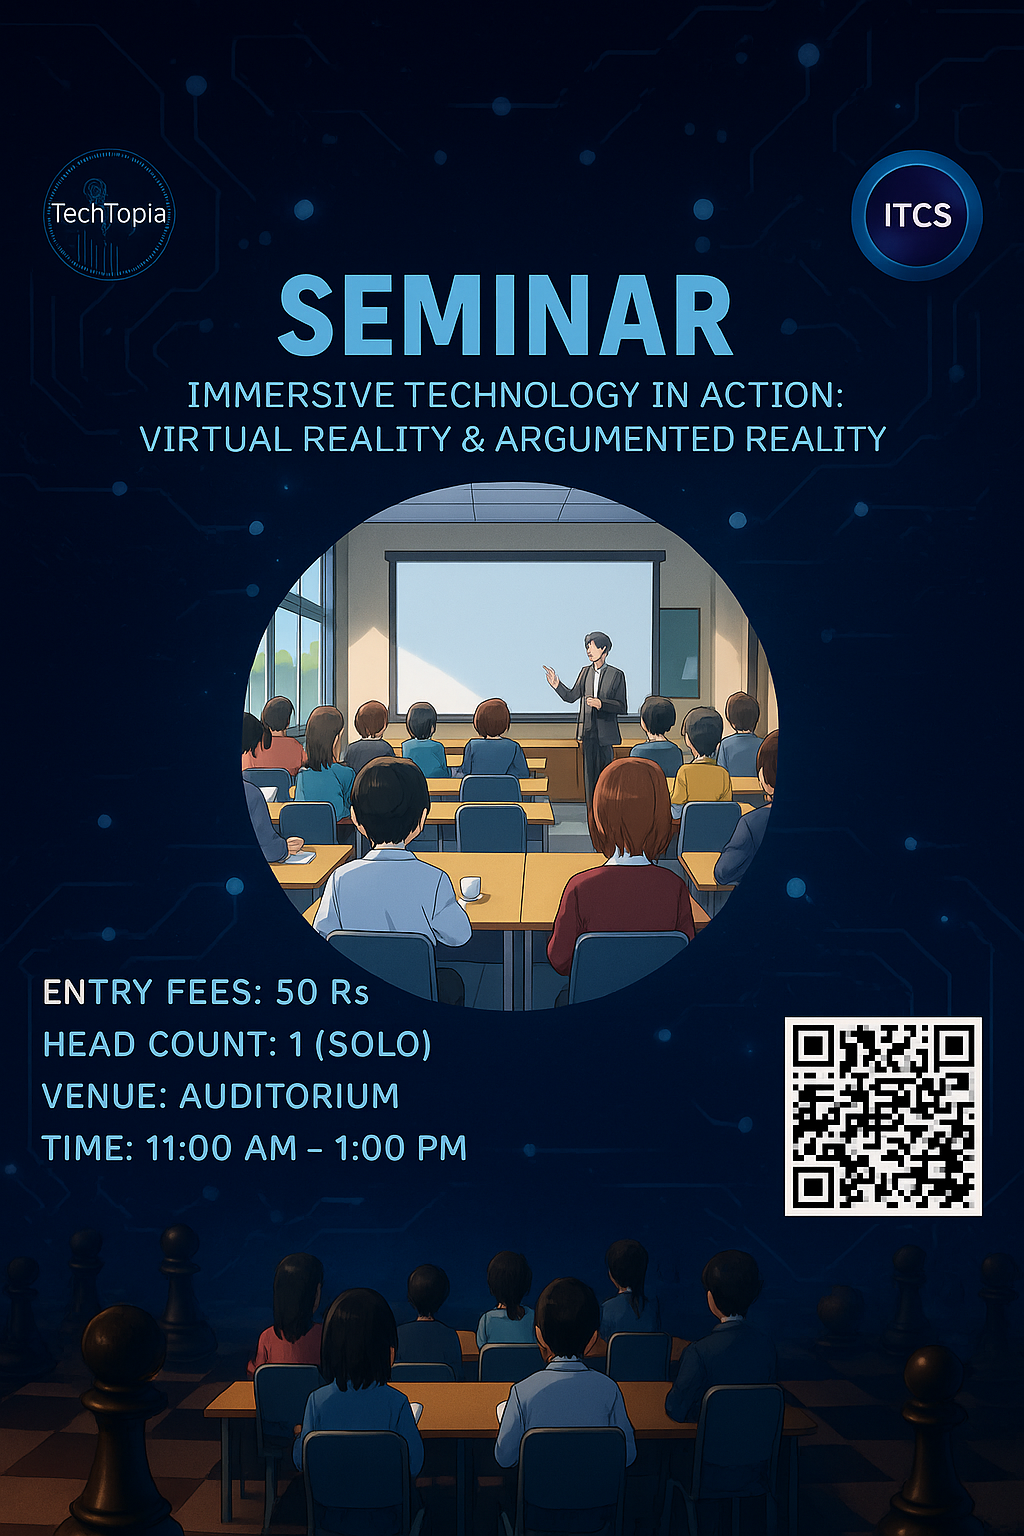 TechTopia
ITCS
SEMINAR
IMMERSIVE TECHNOLOGY IN ACTION:
VIRTUAL REALITY & ARGUMENTED REALITY
ENTRY FEES: 50 Rs
HEAD COUNT: 1 (SOLO)
VENUE: AUDITORIUM
TIME: 11:00 AM – 1:00 PM